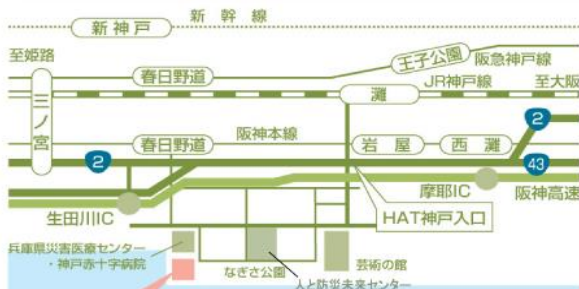 新幹線
新神戸
至姫路
王子公園
阪急神戸線
春日野道
JR神戸線
至大阪
三ノ宮
灘
2
阪神本線
2
春日野道
岩屋
西灘
43
摩耶IC
阪神高速
生田川IC
HAT神戸入口
兵庫県災害医療センター
・神戸赤十字病院
なぎさ公園
芸術の館
人と防災未来センター